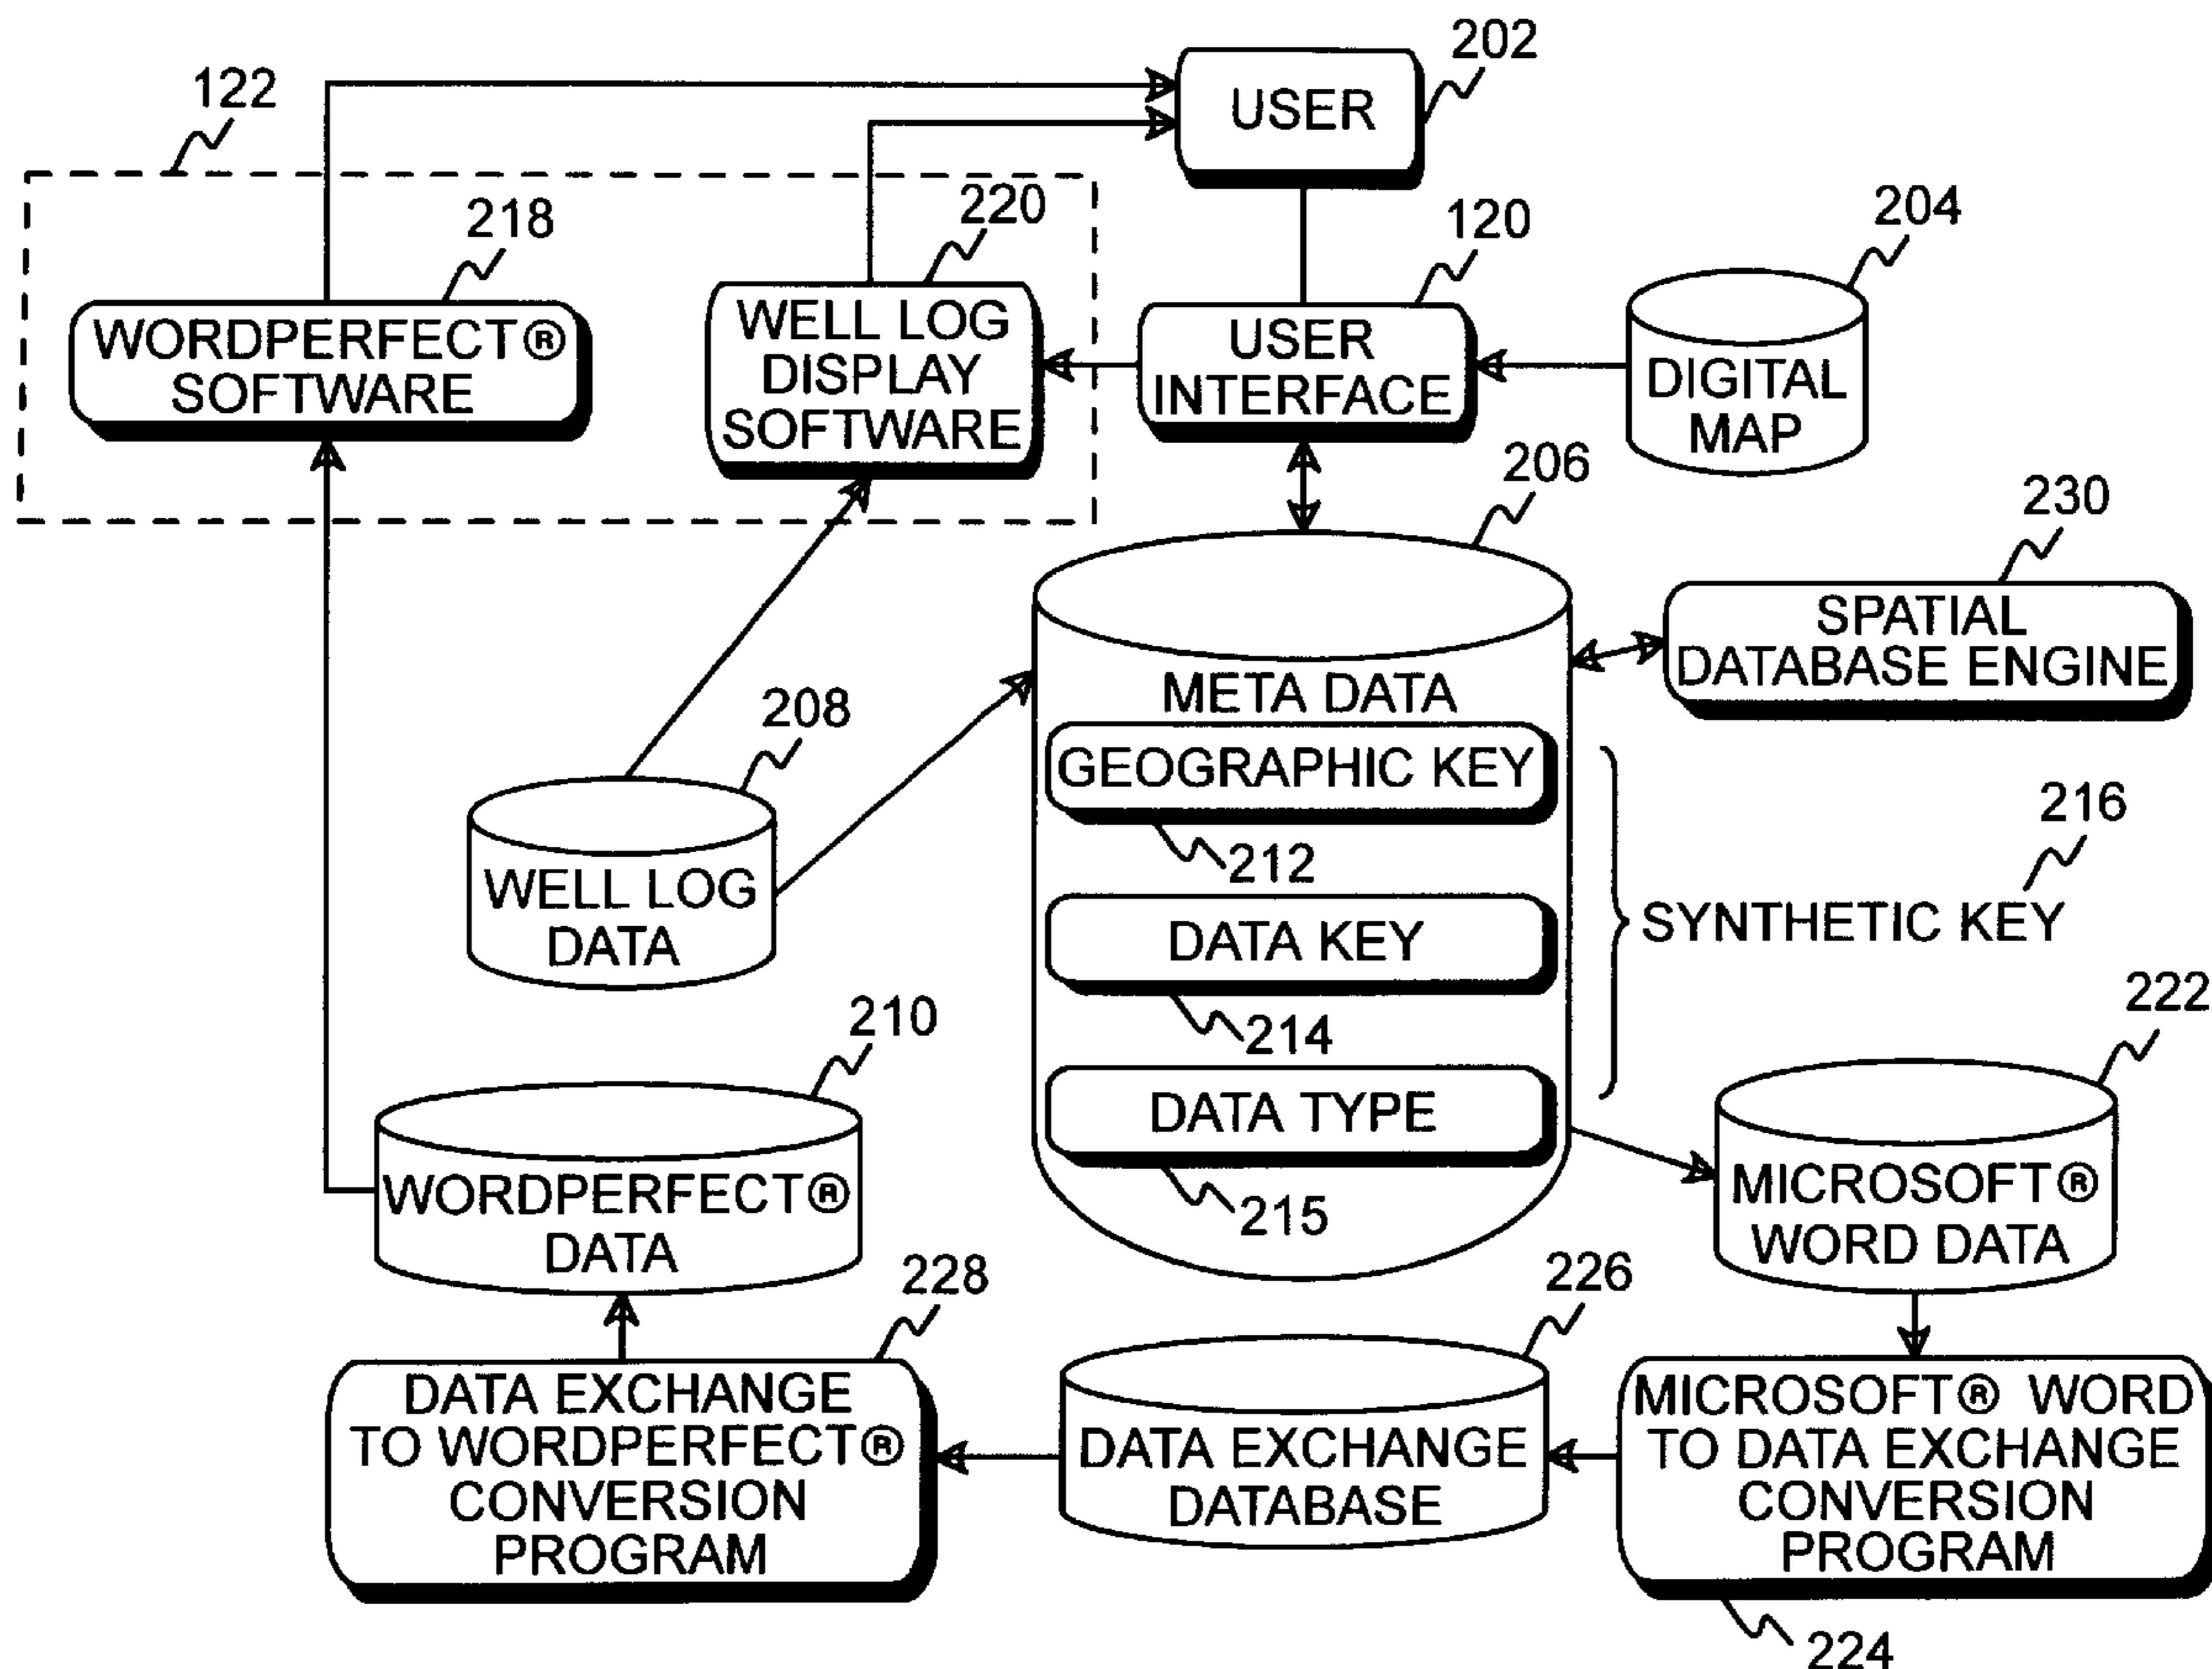 202
USER
122
218
220
120
204
WORDPERFECT®
SOFTWARE
WELL LOG
DISPLAY
SOFTWARE
USER
INTERFACE
DIGITAL
MAP
206
230
SPATIAL
DATABASE ENGINE
META DATA
208
GEOGRAPHIC KEY
212
216
WELL LOG
DATA
DATA KEY
SYNTHETIC KEY
214
222
210
DATA TYPE
215
WORDPERFECT®
DATA
MICROSOFT®
WORD DATA
228
226
DATA EXCHANGE
TO WORDPERFECT®
CONVERSION
PROGRAM
DATA EXCHANGE
DATABASE
MICROSOFT® WORD
TO DATA EXCHANGE
CONVERSION
PROGRAM
224